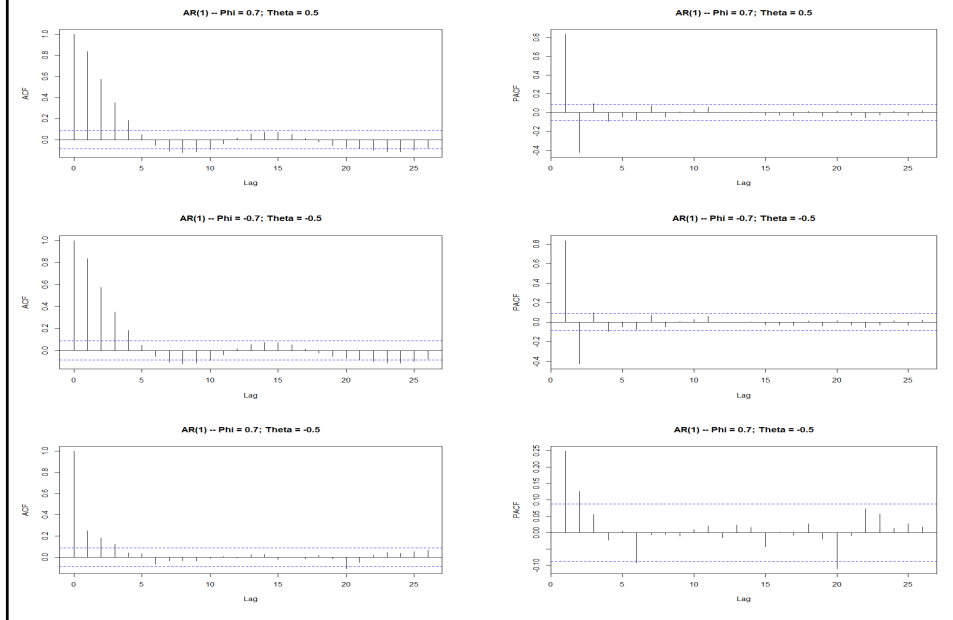 AR(1) -- Phi = 0.7; Theta = 0.5
ACF
0.0 0.2 0.4 0.6 0.8 1.0
0 5 10 15 20 25
Lag
AR(1) -- Phi = 0.7; Theta = 0.5
PACF
-0.4 -0.2 0.0 0.2 0.4 0.6 0.8
0 5 10 15 20 25
Lag
AR(1) -- Phi = -0.7; Theta = -0.5
ACF
0.0 0.2 0.4 0.6 0.8 1.0
0 5 10 15 20 25
Lag
AR(1) -- Phi = -0.7; Theta = -0.5
PACF
-0.4 -0.2 0.0 0.2 0.4 0.6 0.8
0 5 10 15 20 25
Lag
AR(1) -- Phi = 0.7; Theta = -0.5
ACF
0.0 0.2 0.4 0.6 0.8 1.0
0 5 10 15 20 25
Lag
AR(1) -- Phi = 0.7; Theta = -0.5
PACF
-0.10 0.00 0.05 0.10 0.15 0.20 0.25
0 5 10 15 20 25
Lag